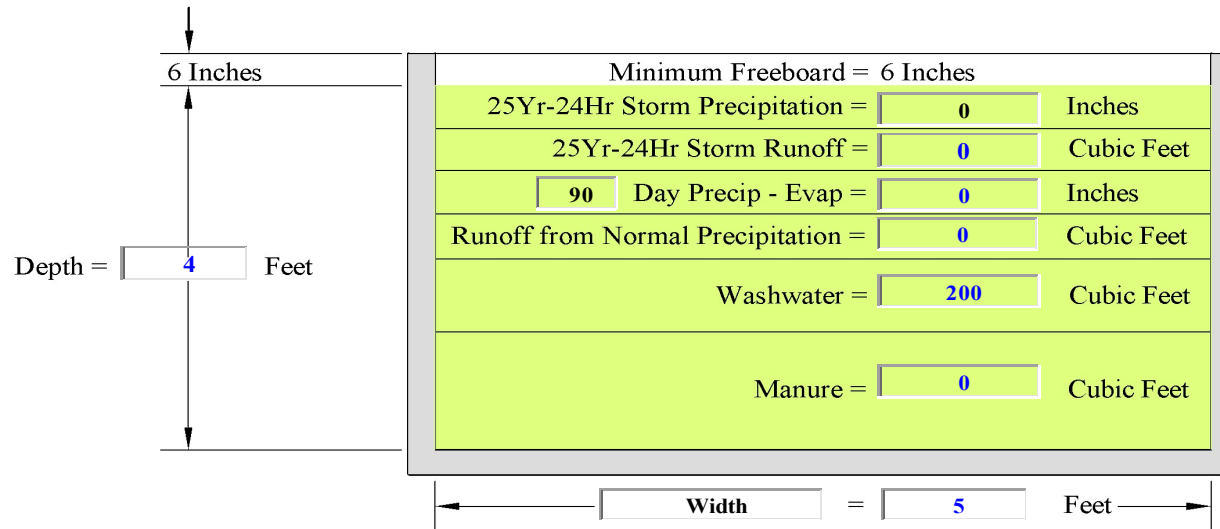 6 Inches
Minimum Freeboard = 6 Inches
25Yr-24Hr Storm Precipitation = 0 Inches
25Yr-24Hr Storm Runoff = 0 Cubic Feet
90 Day Precip - Evap = 0 Inches
Runoff from Normal Precipitation = 0 Cubic Feet
Depth = 4 Feet
Washwater = 200 Cubic Feet
Manure = 0 Cubic Feet
Width = 5 Feet